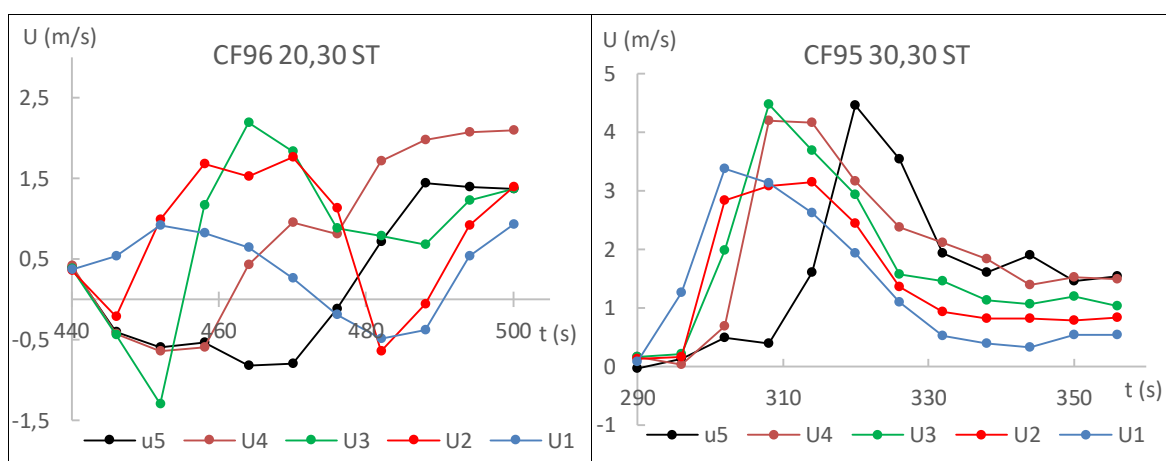 U (m/s)
CF96 20,30 ST
2,5
1,5
0,5
-0,5
-1,5
440
460
480
500
t (s)
u5
U4
U3
U2
U1
U (m/s)
CF95 30,30 ST
5
4
3
2
1
0
-1
290
310
330
350
t (s)
u5
U4
U3
U2
U1